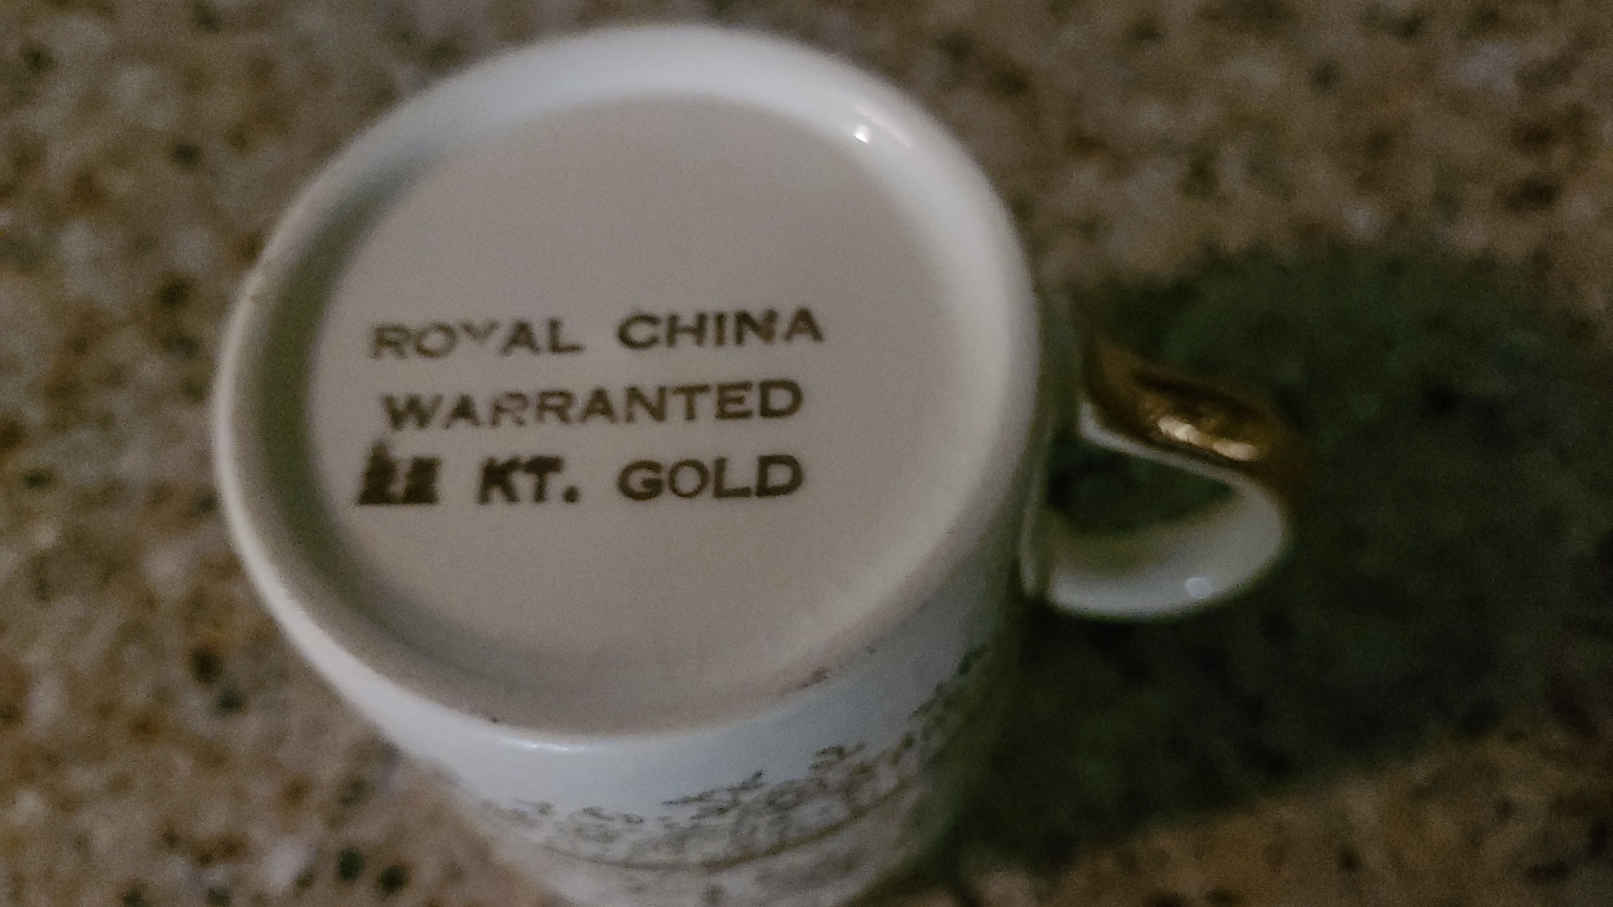 ROYAL CHINA
WARRANTED
KT. GOLD